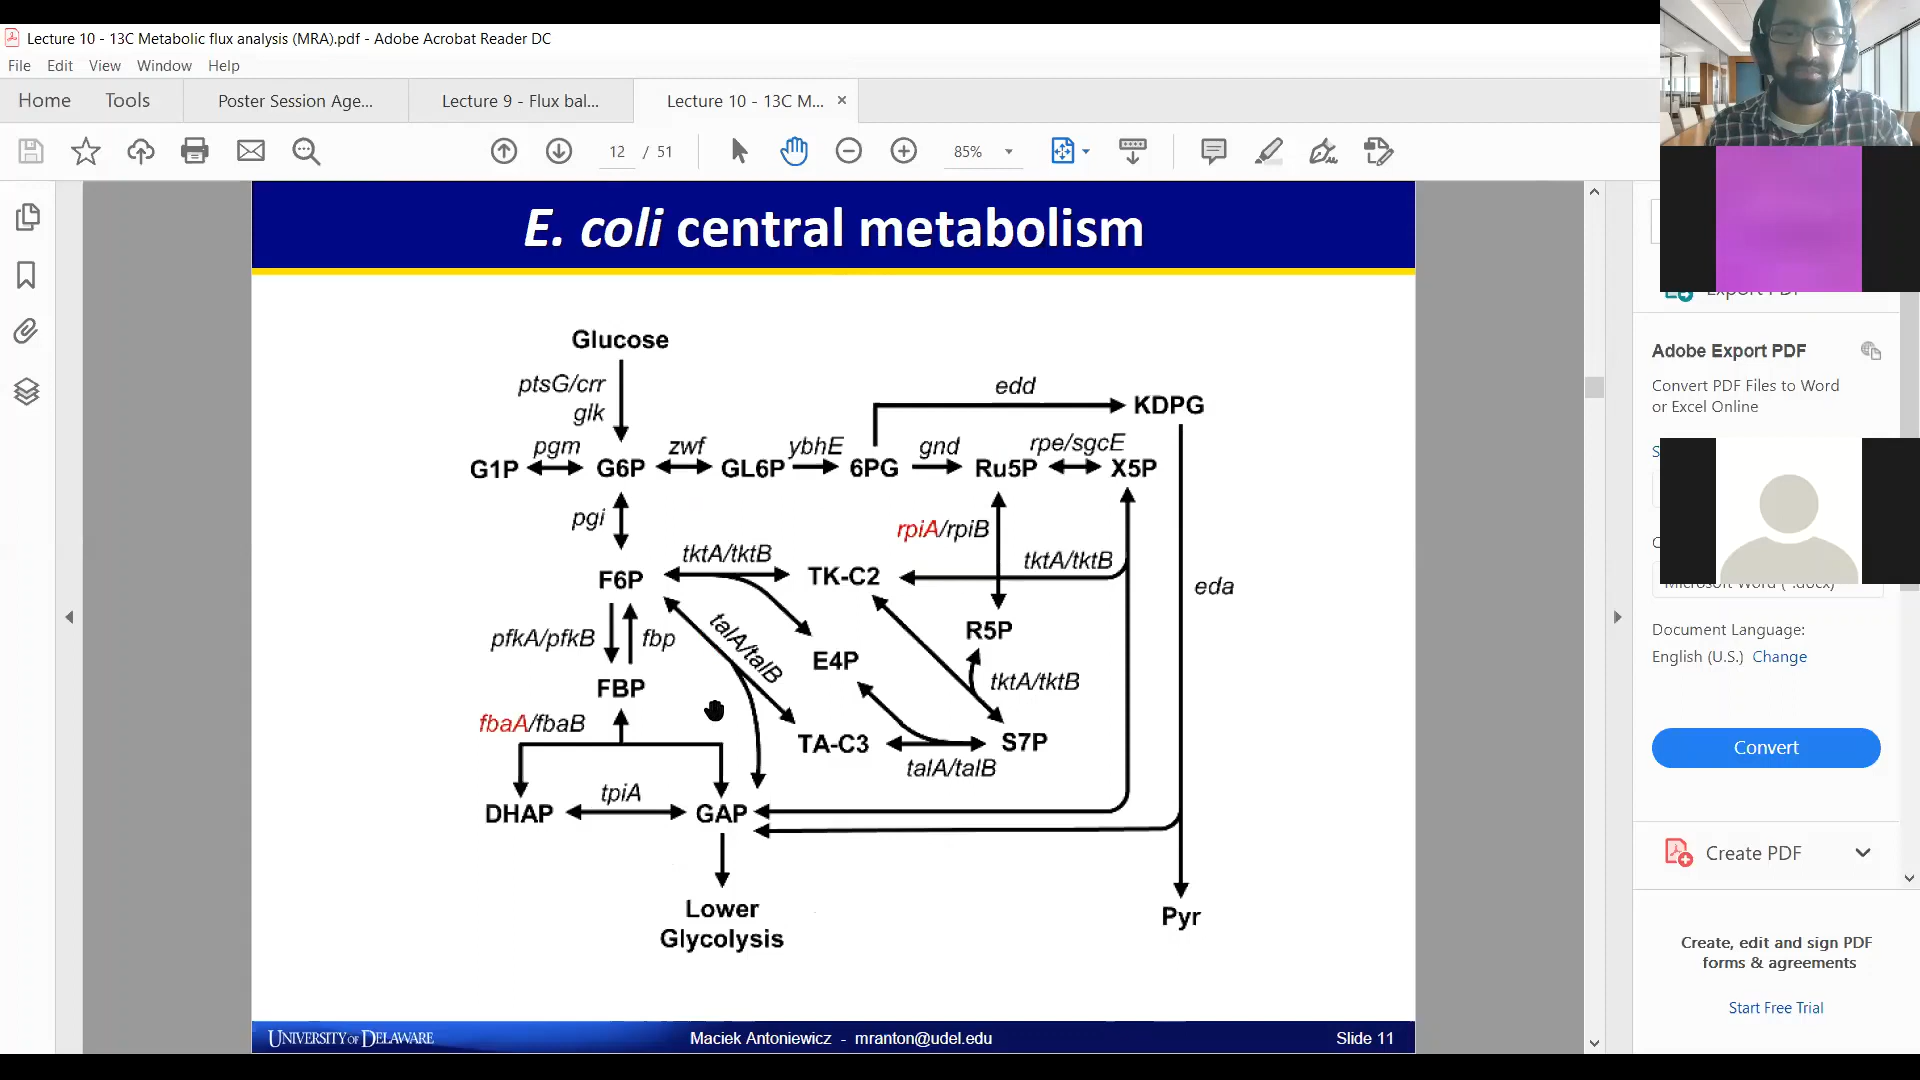 Lecture 10 - 13C Metabolic flux analysis (MRA).pdf - Adobe Acrobat Reader DC
File Edit View Window Help
Home Tools Poster Session Age... Lecture 9 - Flux bal... Lecture 10 - 13C M... ×
12 / 51 85%
E. coli central metabolism
Glucose
ptsG/crr
glk
edd
KDPG
pgm zwf ybhE gnd rpe/sgcE
G1P G6P GL6P 6PG Ru5P X5P
pgi
rpiA/rpiB
tktA/tktB tktA/tktB
F6P TK-C2
eda
talA/talB
R5P
pfkA/pfkB fbp
E4P
tktA/tktB
FBP
fbaA/fbaB
TA-C3 S7P
talA/talB
tpiA
DHAP GAP
Lower
Glycolysis
Pyr
UNIVERSITY OF DELAWARE Maciek Antoniewicz - mranton@udel.edu Slide 11
Adobe Export PDF
Convert PDF Files to Word
or Excel Online
Document Language:
English (U.S.) Change
Convert
Create PDF
Create, edit and sign PDF
forms & agreements
Start Free Trial